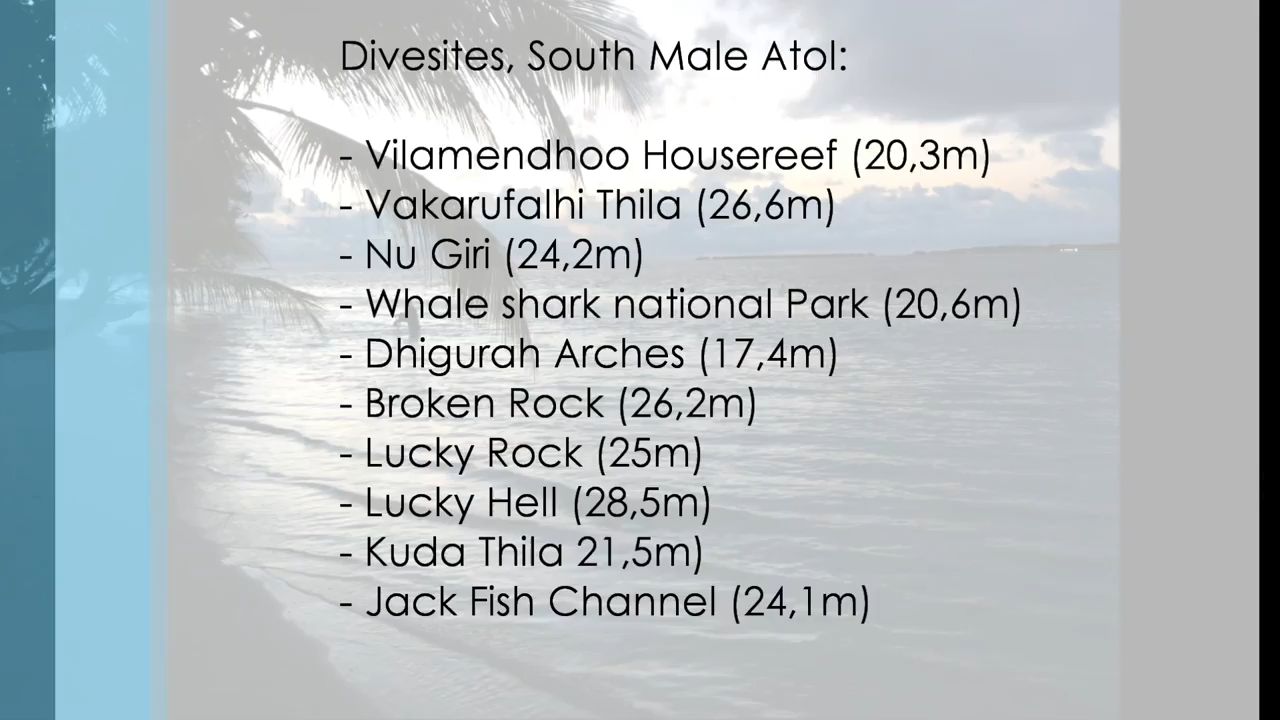 Divesites, South Male Atol:
- Vilamendhoo Housereef (20,3m)
- Vakarufalhi Thila (26,6m)
- Nu Giri (24,2m)
- Whale shark national Park (20,6m)
- Dhigurah Arches (17,4m)
- Broken Rock (26,2m)
- Lucky Rock (25m)
- Lucky Hell (28,5m)
- Kuda Thila 21,5m)
- Jack Fish Channel (24,1m)